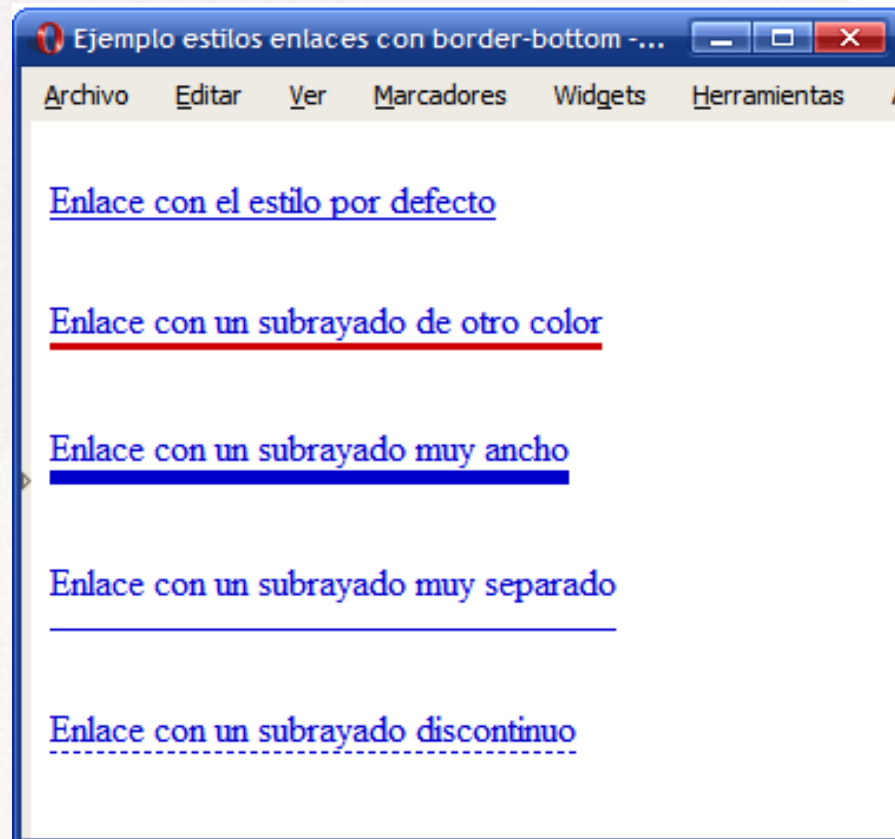 Ejemplo estilos enlaces con border-bottom -...
Archivo Editar Ver Marcadores Widgets Herramientas
Enlace con el estilo por defecto
Enlace con un subrayado de otro color
Enlace con un subrayado muy ancho
Enlace con un subrayado muy separado
Enlace con un subrayado discontinuo